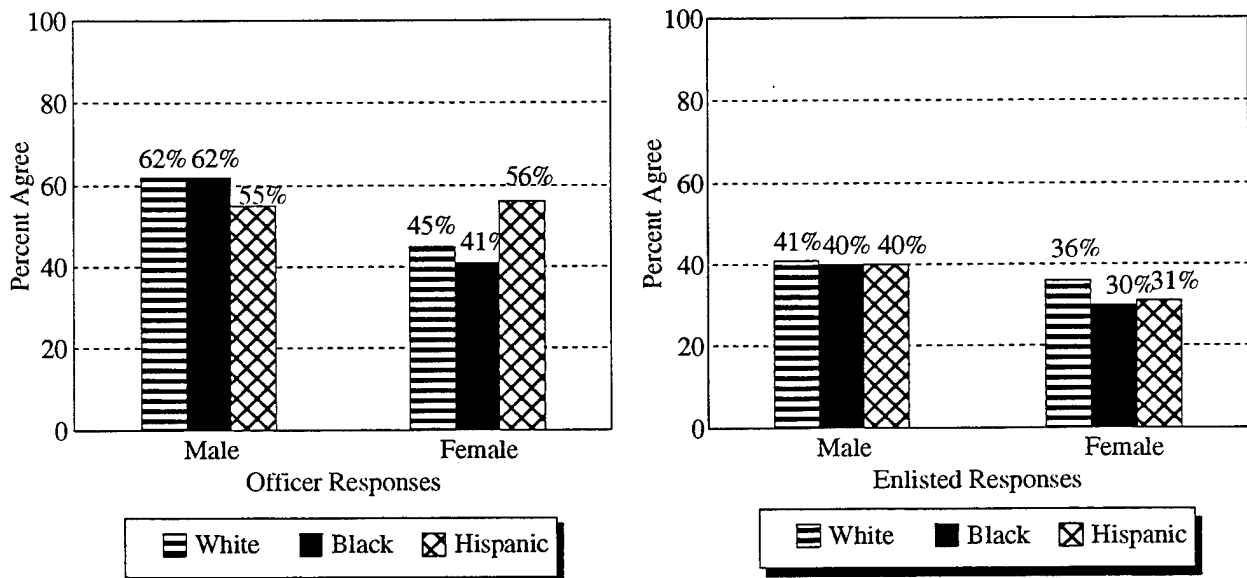 100
80
60
40
20
0
Percent Agree
62% 62%
55%
45%
41%
56%
Male
Female
Officer Responses
White
Black
Hispanic
100
80
60
40
20
0
Percent Agree
41% 40% 40%
36%
30% 31%
Male
Female
Enlisted Responses
White
Black
Hispanic